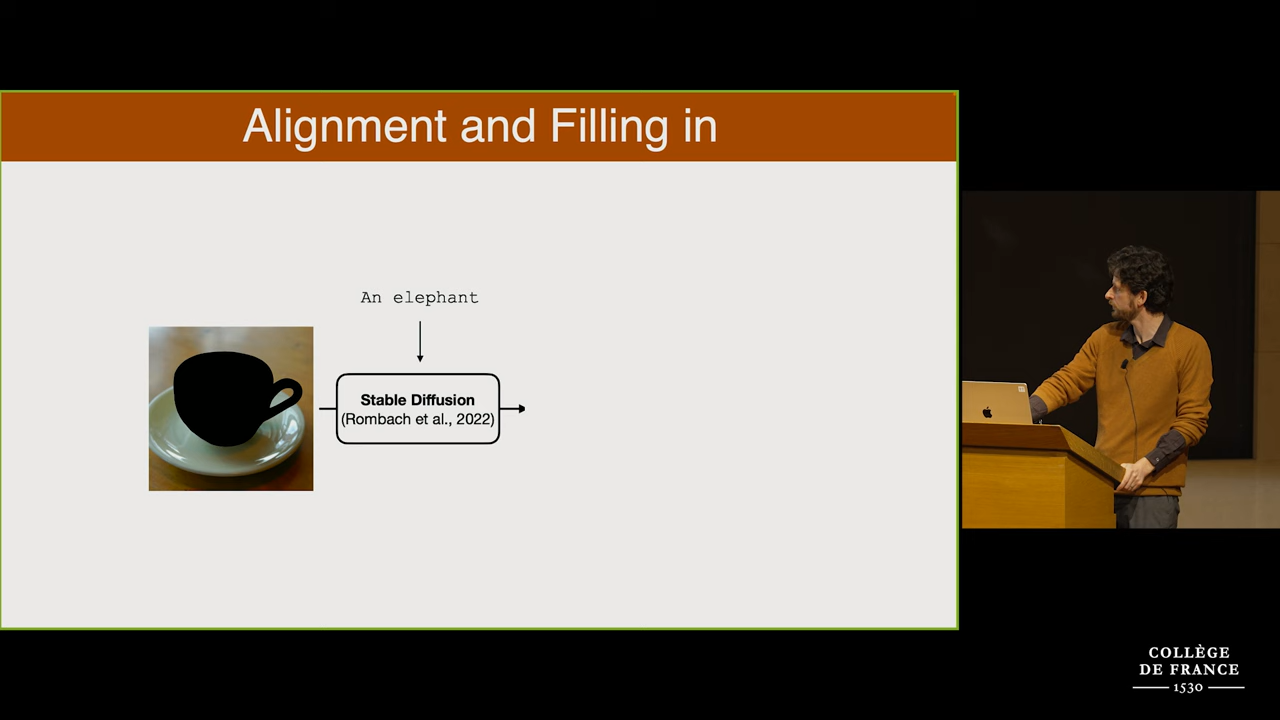 Alignment and Filling in
An elephant
Stable Diffusion
(Rombach et al., 2022)
COLLÈGE
DE FRANCE
1530